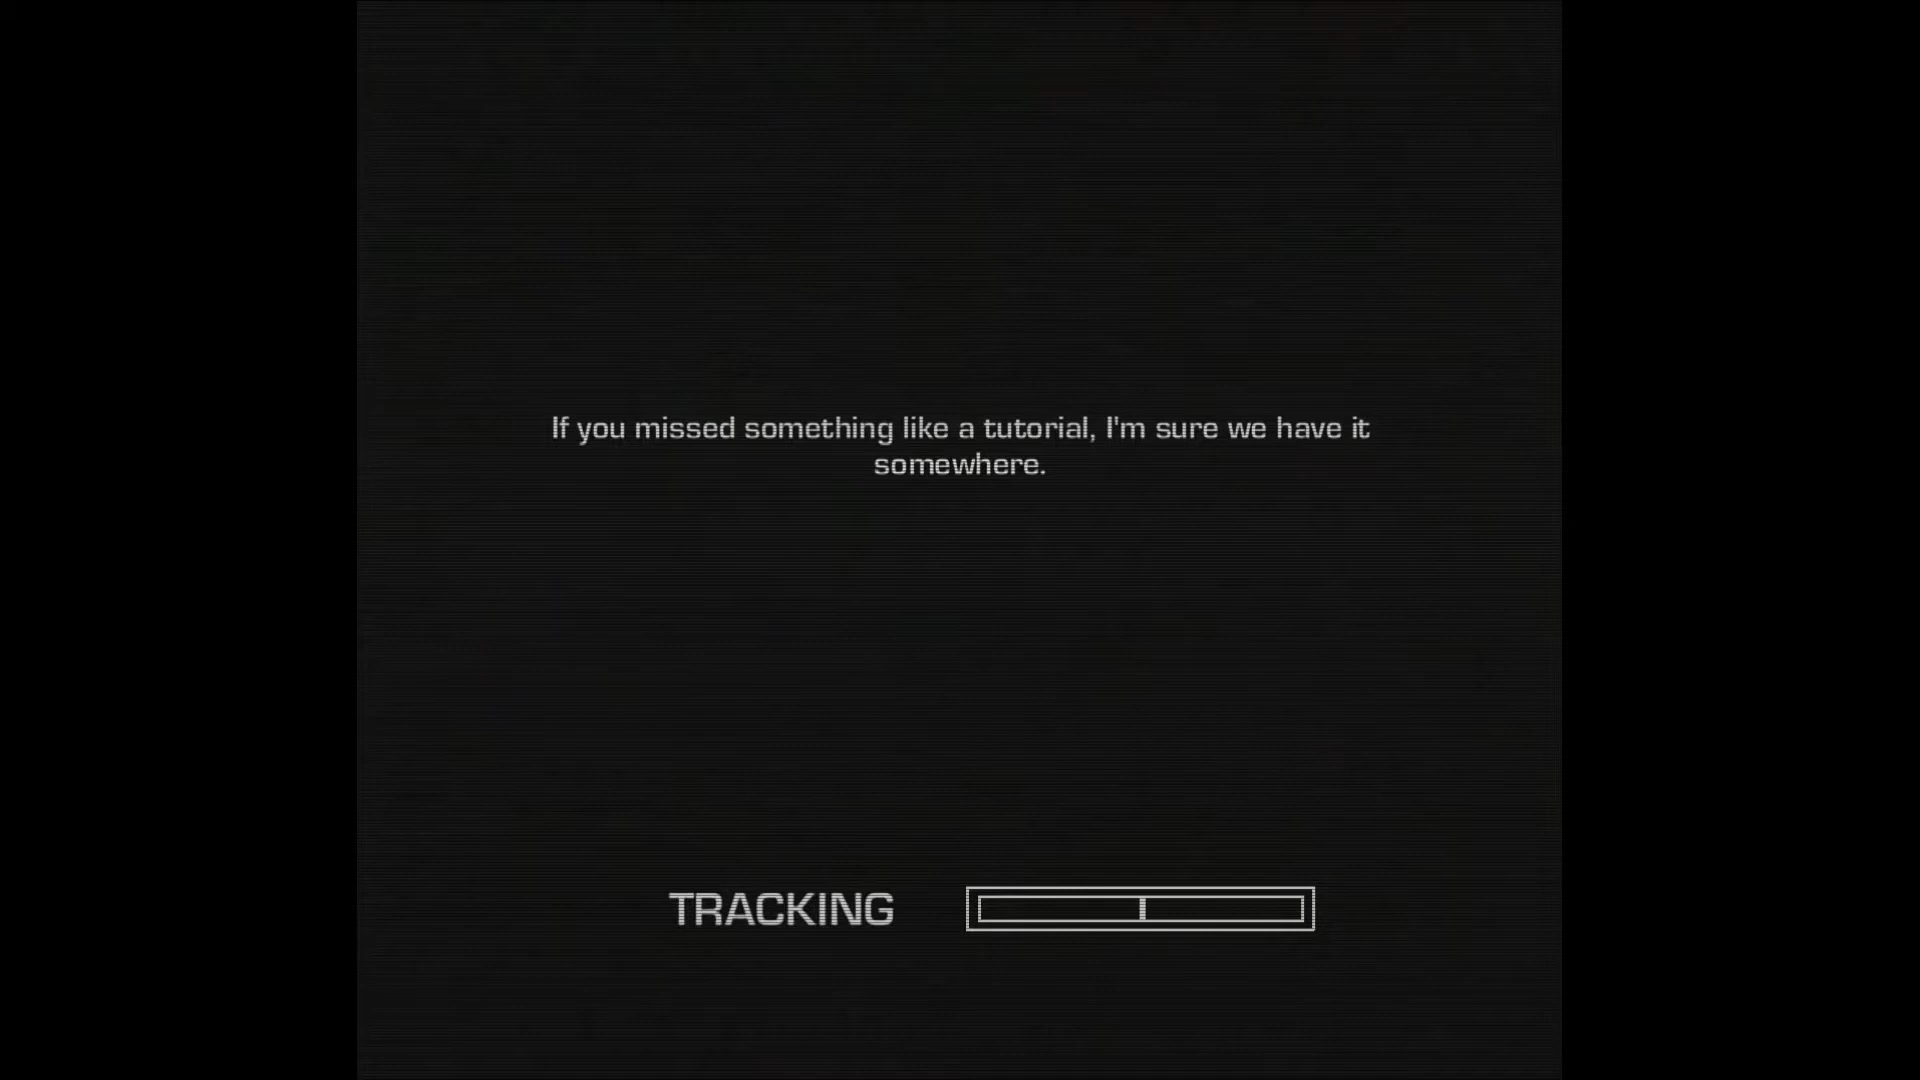 If you missed something like a tutorial, I'm sure we have it
somewhere.
TRACKING